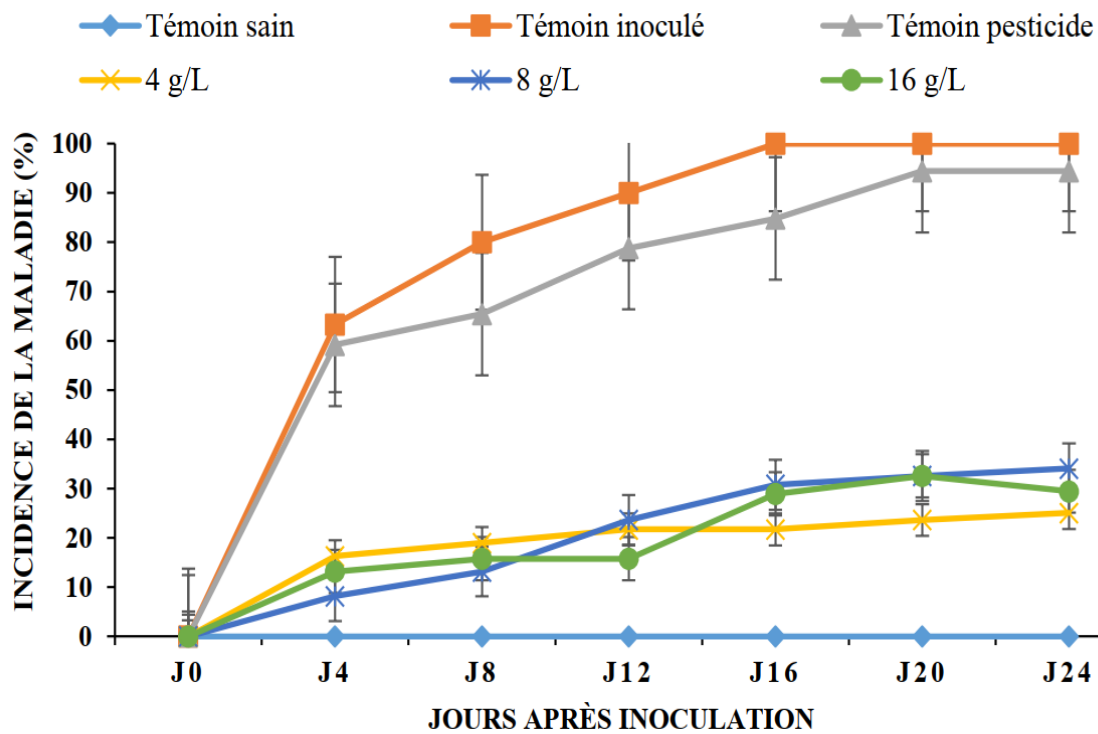 Témoin sain Témoin inoculé Témoin pesticide
4 g/L 8 g/L 16 g/L
INCIDENCE DE LA MALADIE (%)
100
90
80
70
60
50
40
30
20
10
0
J0 J4 J8 J12 J16 J20 J24
JOURS APRÈS INOCULATION